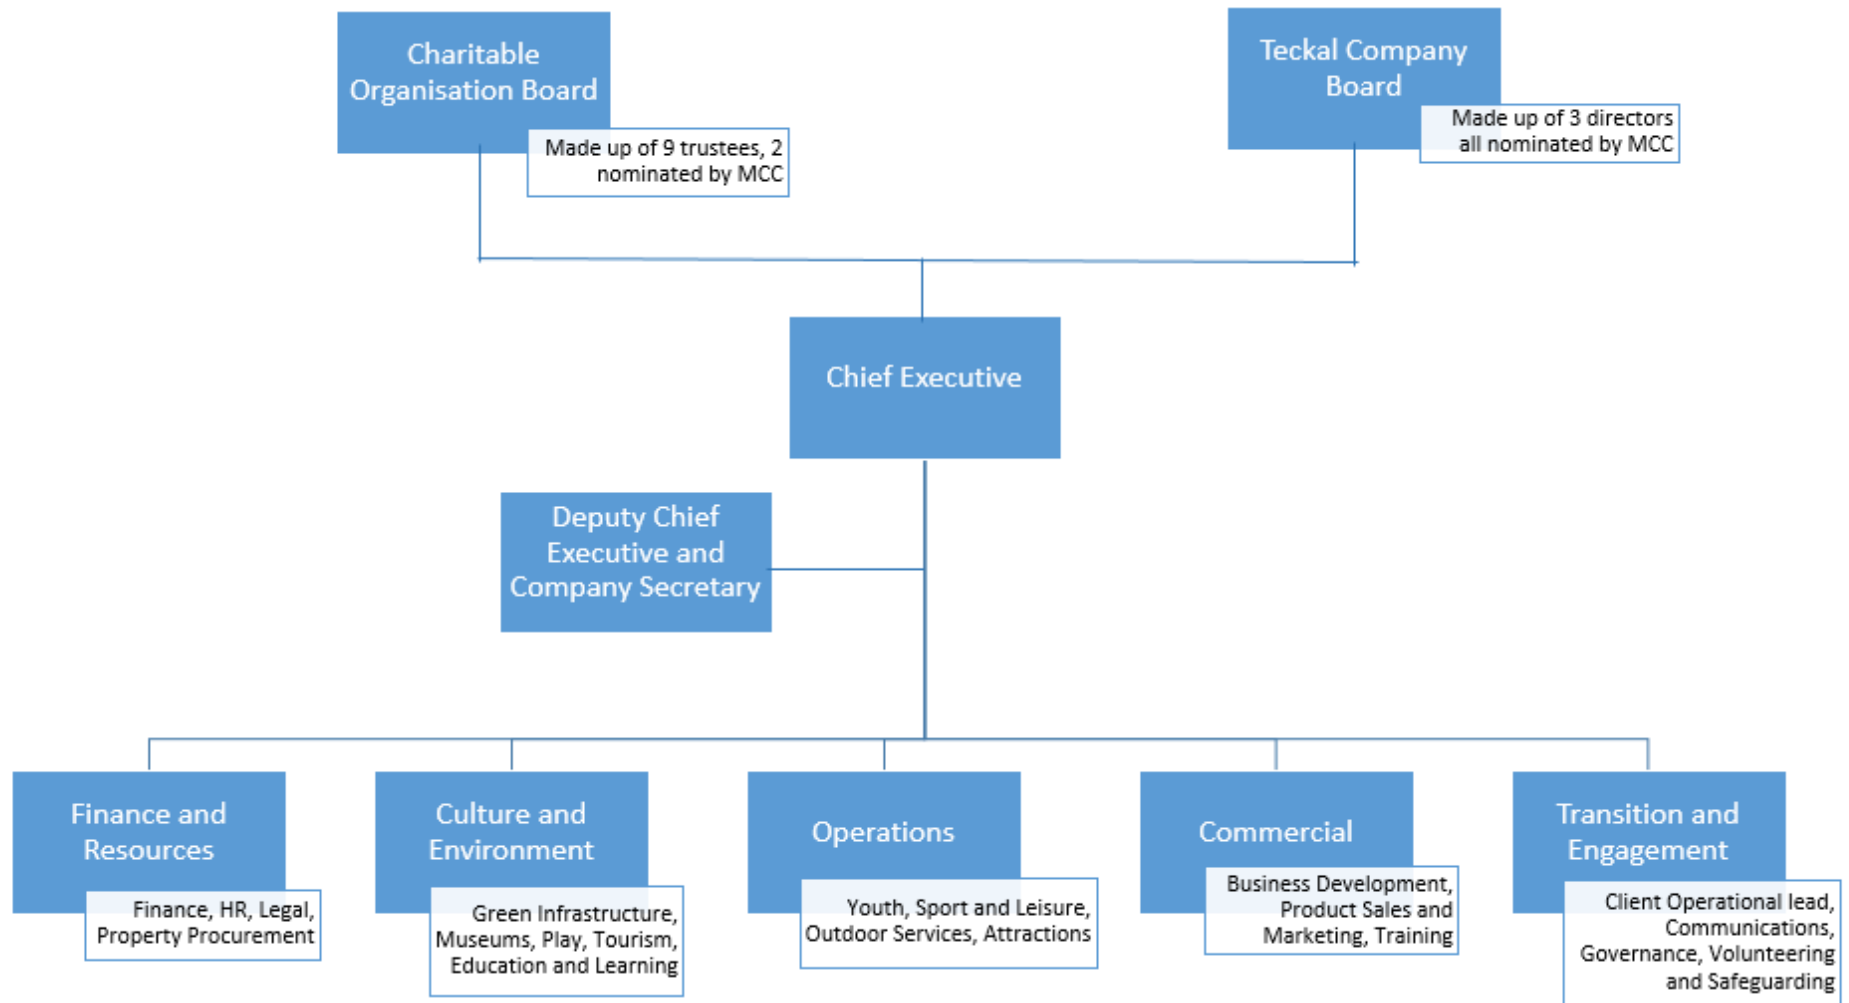 Charitable
Organisation Board
Made up of 9 trustees, 2
nominated by MCC
Teckal Company
Board
Made up of 3 directors
all nominated by MCC
Chief Executive
Deputy Chief
Executive and
Company Secretary
Finance and
Resources
Finance, HR, Legal,
Property Procurement
Culture and
Environment
Green Infrastructure,
Museums, Play, Tourism,
Education and Learning
Operations
Youth, Sport and Leisure,
Outdoor Services, Attractions
Commercial
Business Development,
Product Sales and
Marketing, Training
Transition and
Engagement
Client Operational lead,
Communications,
Governance, Volunteering
and Safeguarding